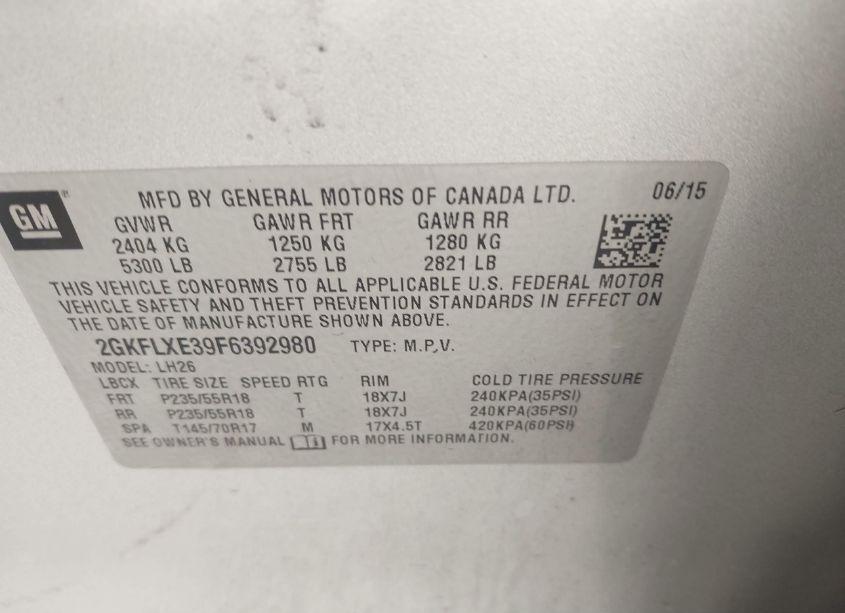 GM
MFD BY GENERAL MOTORS OF CANADA LTD. 06/15
GVWR GAWR FRT GAWR RR
2404 KG 1250 KG 1280 KG
5300 LB 2755 LB 2821 LB
THIS VEHICLE CONFORMS TO ALL APPLICABLE U.S. FEDERAL MOTOR
VEHICLE SAFETY AND THEFT PREVENTION STANDARDS IN EFFECT ON
THE DATE OF MANUFACTURE SHOWN ABOVE.
2GKFLXE39F6392980 TYPE: M.P.V.
MODEL: LH26
LBCX TIRE SIZE SPEED RTG RIM COLD TIRE PRESSURE
FRT P235/55R18 T 18X7J 240KPA(35PSI)
RR P235/55R18 T 18X7J 240KPA(35PSI)
SPA T145/70R17 M 17X4.5T 420KPA(60PSI)
SEE OWNER'S MANUAL FOR MORE INFORMATION.